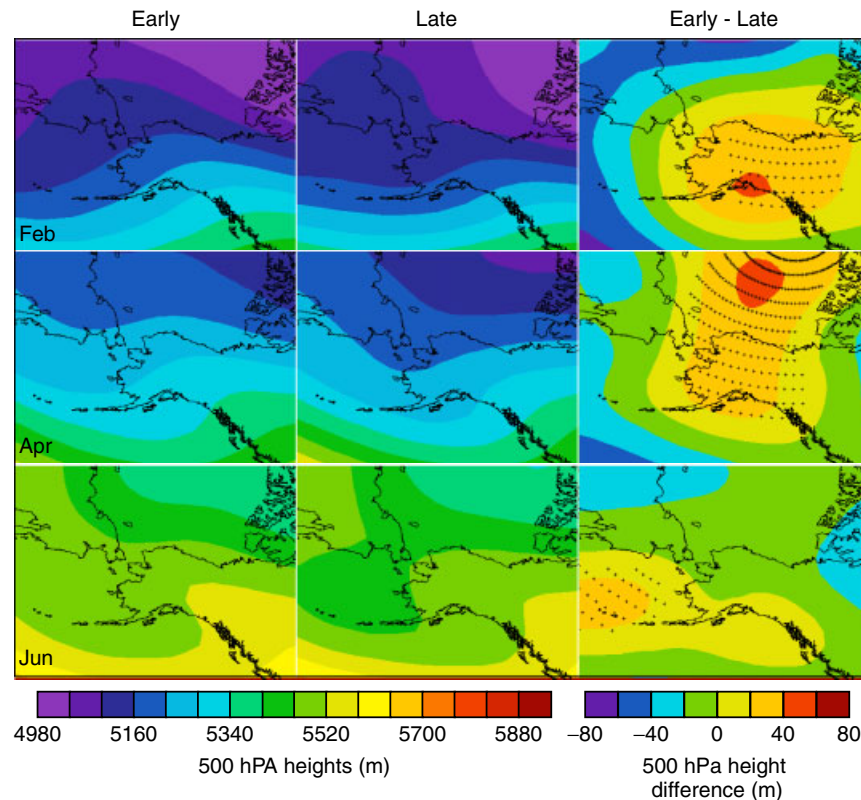 Early Late Early - Late
Feb
Apr
Jun
4980 5160 5340 5520 5700 5880 –80 –40 0 40 80
500 hPA heights (m) 500 hPa height
difference (m)